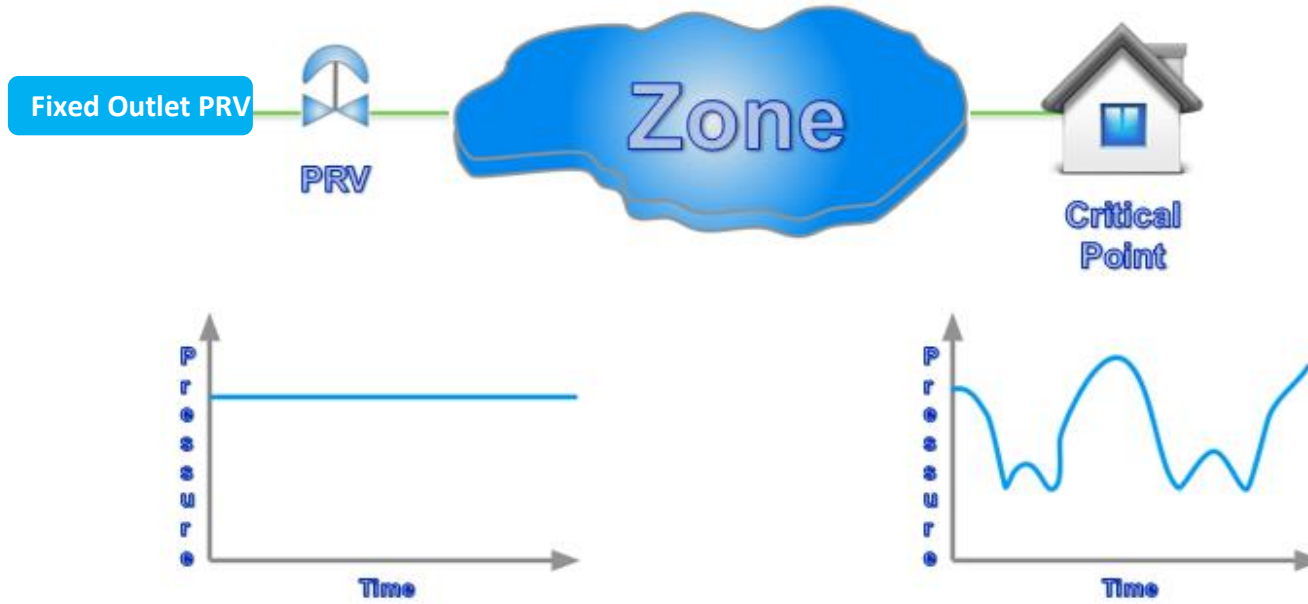 Fixed Outlet PRV
PRV
Zone
Critical
Point
Pressure
Time
Pressure
Time